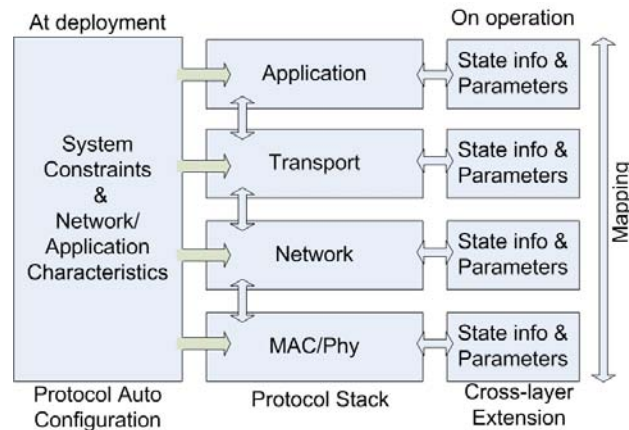 At deployment
On operation
System
Constraints
&
Network/
Application
Characteristics
Application
State info &
Parameters
Transport
State info &
Parameters
Network
State info &
Parameters
MAC/Phy
State info &
Parameters
Mapping
Protocol Auto
Configuration
Protocol Stack
Cross-layer
Extension